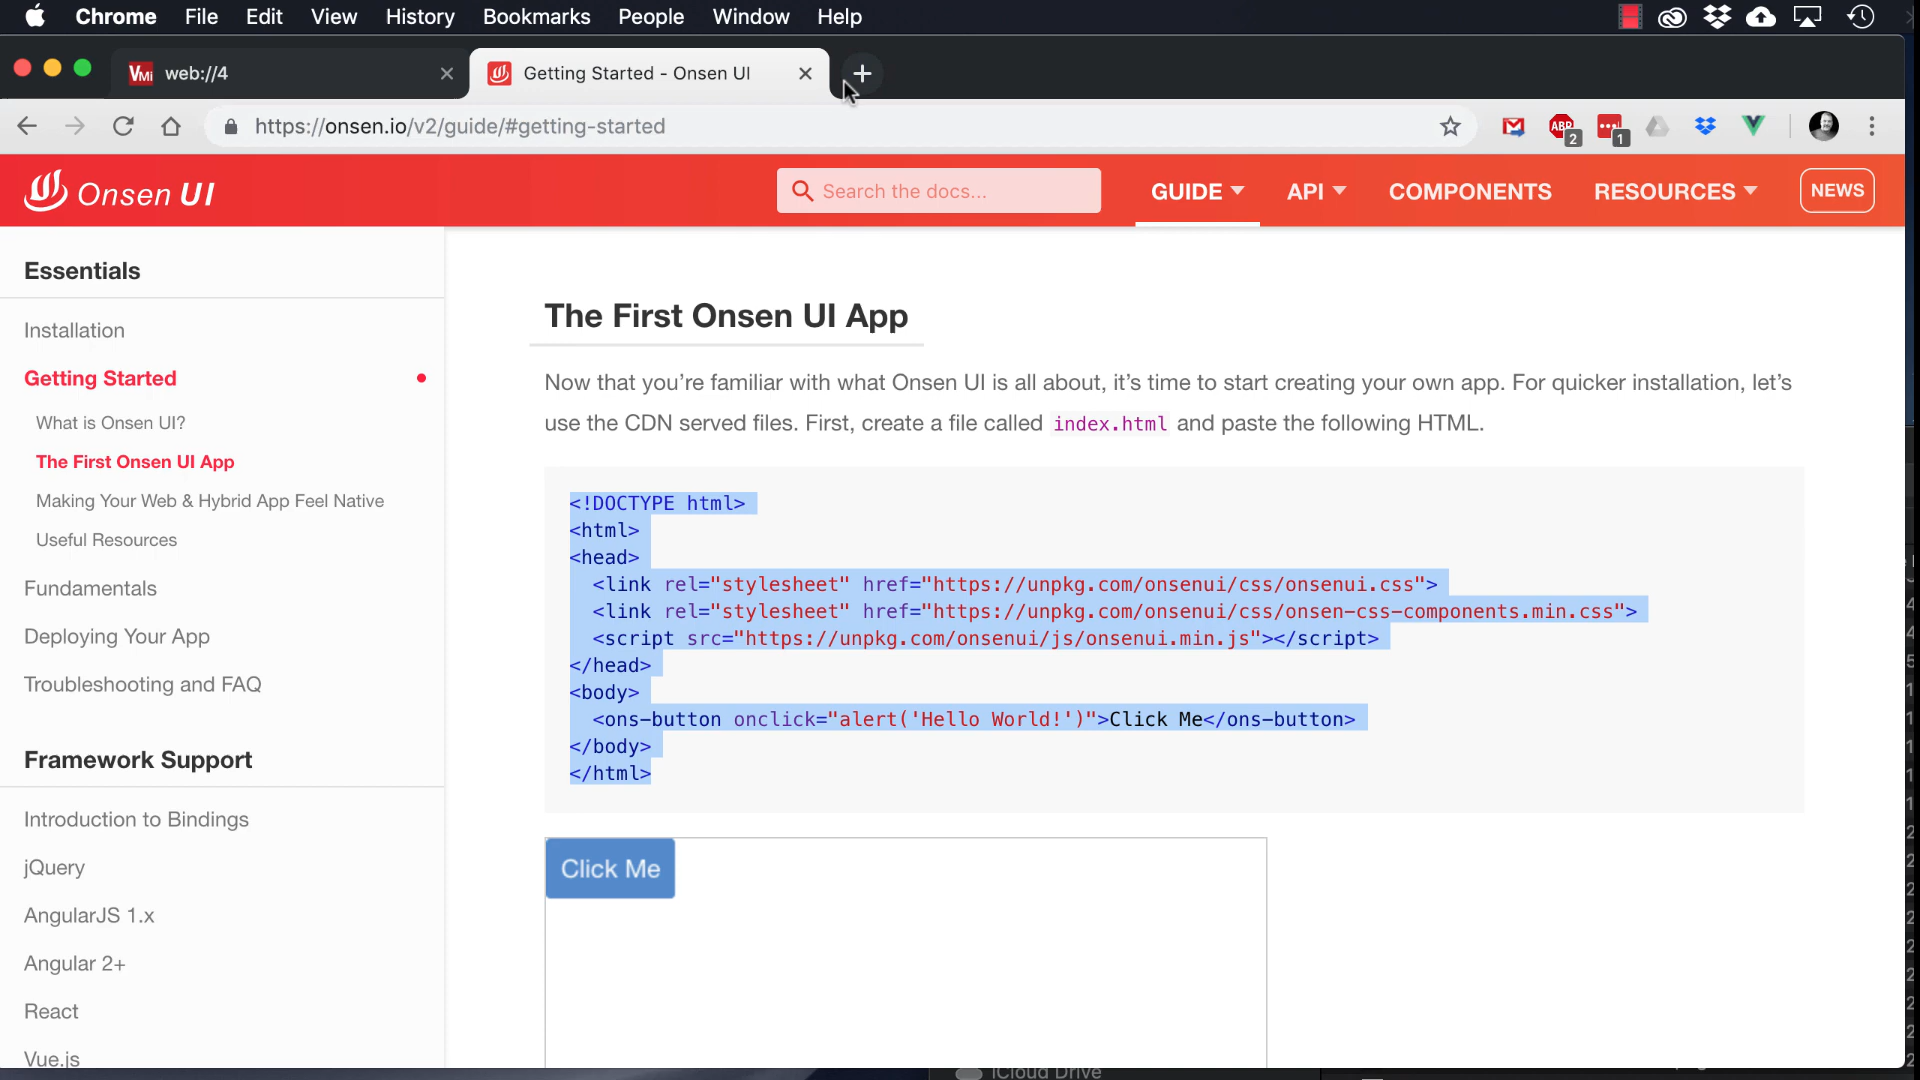 Chrome File Edit View History Bookmarks People Window Help
VMi web://4
Getting Started - Onsen UI
https://onsen.io/v2/guide/#getting-started
ABP 2 1
Onsen UI
Search the docs...
GUIDE API COMPONENTS RESOURCES NEWS
Essentials
Installation
Getting Started
What is Onsen UI?
The First Onsen UI App
Making Your Web & Hybrid App Feel Native
Useful Resources
Fundamentals
Deploying Your App
Troubleshooting and FAQ
Framework Support
Introduction to Bindings
jQuery
AngularJS 1.x
Angular 2+
React
Vue.js
The First Onsen UI App
Now that you’re familiar with what Onsen UI is all about, it’s time to start creating your own app. For quicker installation, let’s
use the CDN served files. First, create a file called index.html and paste the following HTML.
<!DOCTYPE html>
<html>
<head>
  <link rel="stylesheet" href="https://unpkg.com/onsenui/css/onsenui.css">
  <link rel="stylesheet" href="https://unpkg.com/onsenui/css/onsen-css-components.min.css">
  <script src="https://unpkg.com/onsenui/js/onsenui.min.js"></script>
</head>
<body>
  <ons-button onclick="alert('Hello World!')">Click Me</ons-button>
</body>
</html>
Click Me
iCloud Drive